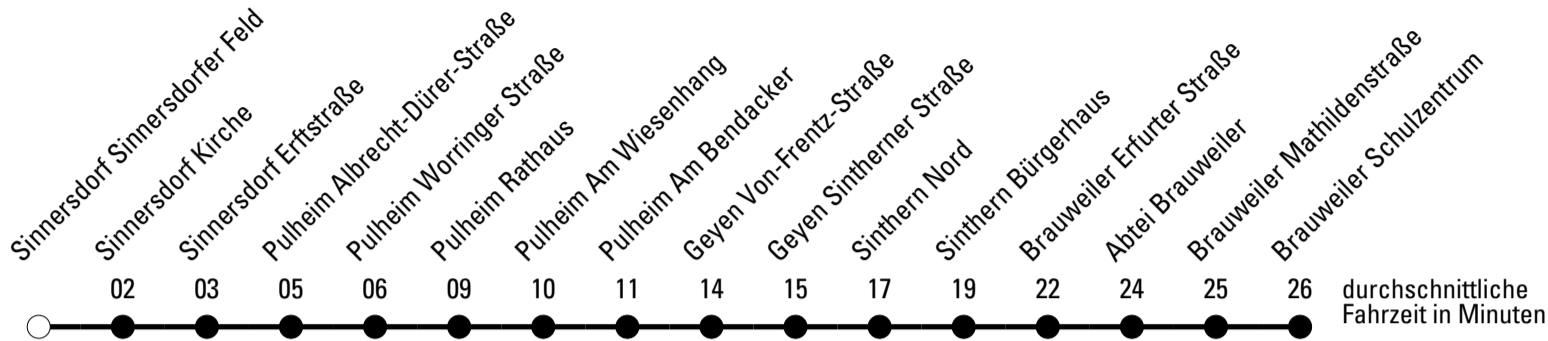 Sinnersdorf Sinnersdorfer Feld
Sinnersdorf Kirche
Sinnersdorf Erftstraße
Pulheim Albrecht-Dürer-Straße
Pulheim Worringer Straße
Pulheim Rathaus
Pulheim Am Wiesenhang
Pulheim Am Bendacker
Geyen Von-Frentz-Straße
Geyen Sintherner Straße
Sinthern Nord
Sinthern Bürgerhaus
Brauweiler Erfurter Straße
Abtei Brauweiler
Brauweiler Mathildenstraße
Brauweiler Schulzentrum
02 03 05 06 09 10 11 14 15 17 19 22 24 25 26
durchschnittliche
Fahrzeit in Minuten